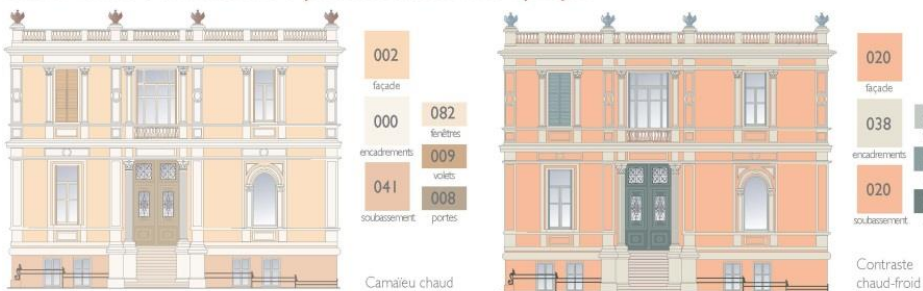 002
façade
000
encadrements
041
soubassement
082
fenêtres
009
volets
008
portes
Camaïeu chaud
020
façade
038
encadrements
020
soubassement
Contraste
chaud-froid